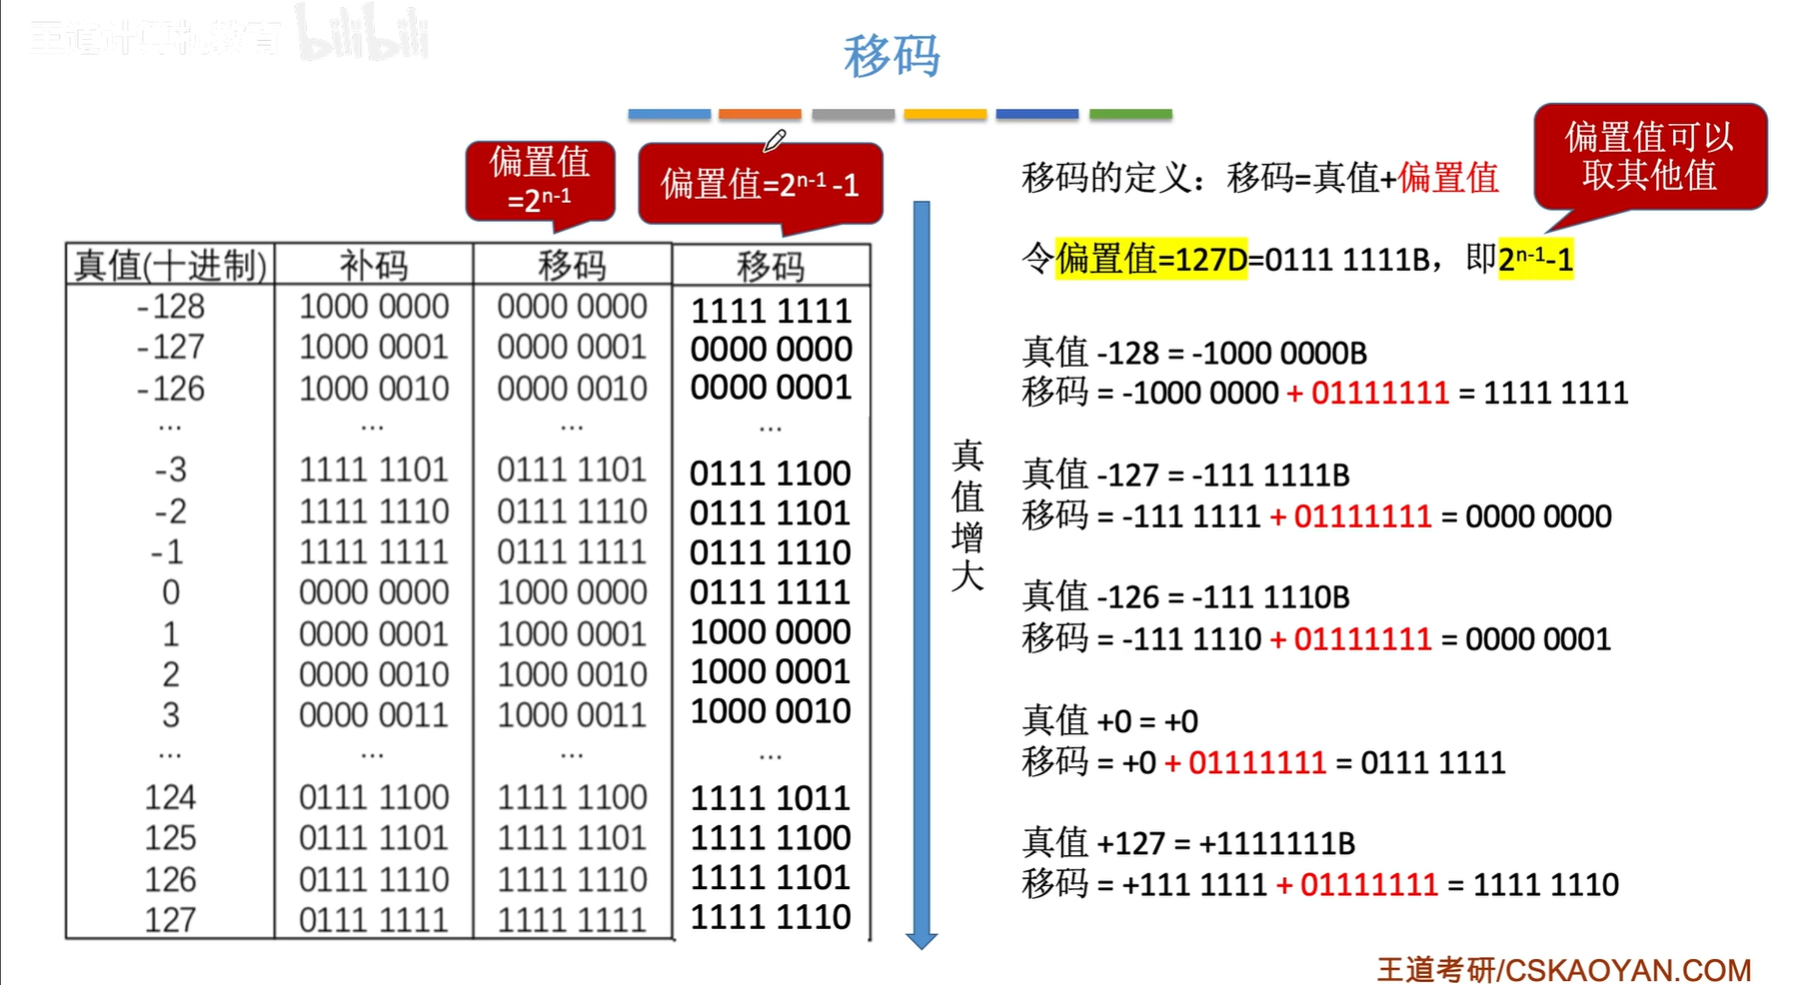 王道计算机教育 bilibili
移码
偏置值
=2ⁿ⁻¹
偏置值=2ⁿ⁻¹ -1
偏置值可以
取其他值
真值(十进制) 补码 移码 移码
-128 1000 0000 0000 0000 1111 1111
-127 1000 0001 0000 0001 0000 0000
-126 1000 0010 0000 0010 0000 0001
... ... ... ...
-3 1111 1101 0111 1101 0111 1100
-2 1111 1110 0111 1110 0111 1101
-1 1111 1111 0111 1111 0111 1110
0 0000 0000 1000 0000 0111 1111
1 0000 0001 1000 0001 1000 0000
2 0000 0010 1000 0010 1000 0001
3 0000 0011 1000 0011 1000 0010
... ... ... ...
124 0111 1100 1111 1100 1111 1011
125 0111 1101 1111 1101 1111 1100
126 0111 1110 1111 1110 1111 1101
127 0111 1111 1111 1111 1111 1110
真值增大
移码的定义：移码=真值+偏置值
令偏置值=127D=0111 1111B，即2ⁿ⁻¹-1
真值 -128 = -1000 0000B
移码 = -1000 0000 + 01111111 = 1111 1111
真值 -127 = -111 1111B
移码 = -111 1111 + 01111111 = 0000 0000
真值 -126 = -111 1110B
移码 = -111 1110 + 01111111 = 0000 0001
真值 +0 = +0
移码 = +0 + 01111111 = 0111 1111
真值 +127 = +1111111B
移码 = +111 1111 + 01111111 = 1111 1110
王道考研/CSKAOYAN.COM